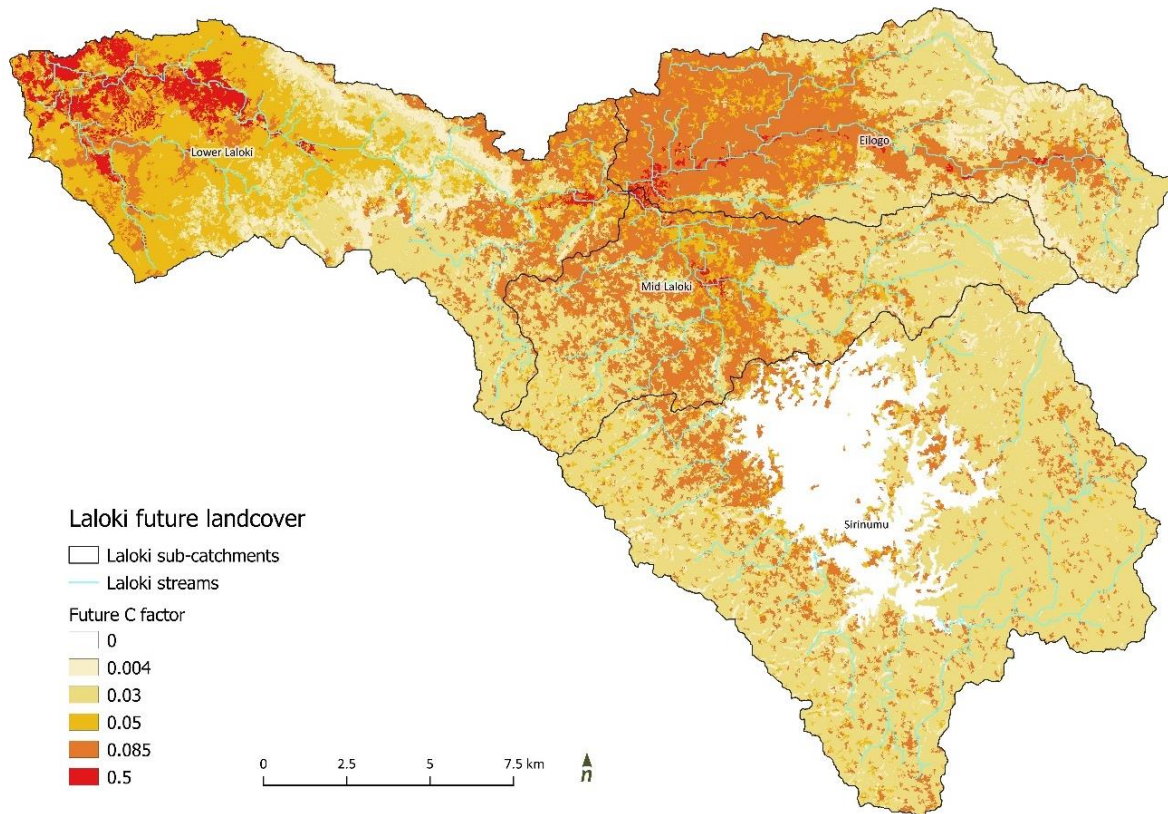 Lower Laloki
Eilogo
Mid Laloki
Sirinumu
Laloki future landcover
Laloki sub-catchments
Laloki streams
Future C factor
0
0.004
0.03
0.05
0.085
0.5
0 2.5 5 7.5 km
n